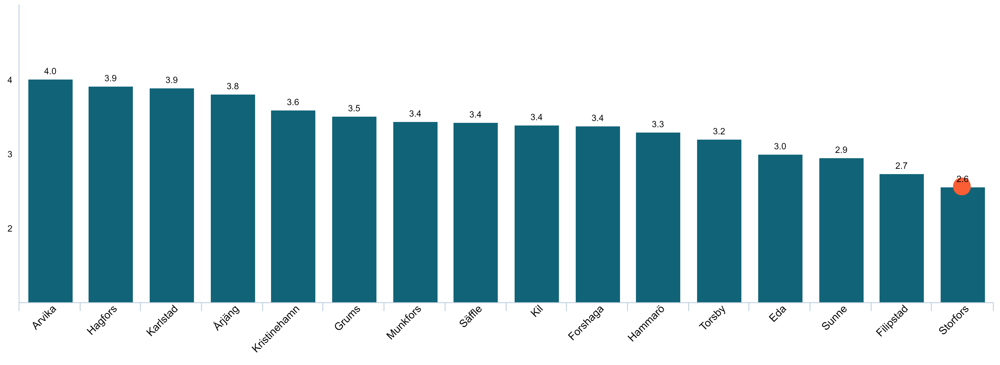 4.0
3.9
3.9
3.8
3.6
3.5
3.4
3.4
3.4
3.4
3.3
3.2
3.0
2.9
2.7
2.6
4
3
2
Arvika
Hagfors
Karlstad
Årjäng
Kristinehamn
Grums
Munkfors
Säffle
Kil
Forshaga
Hammarö
Torsby
Eda
Sunne
Filipstad
Storfors